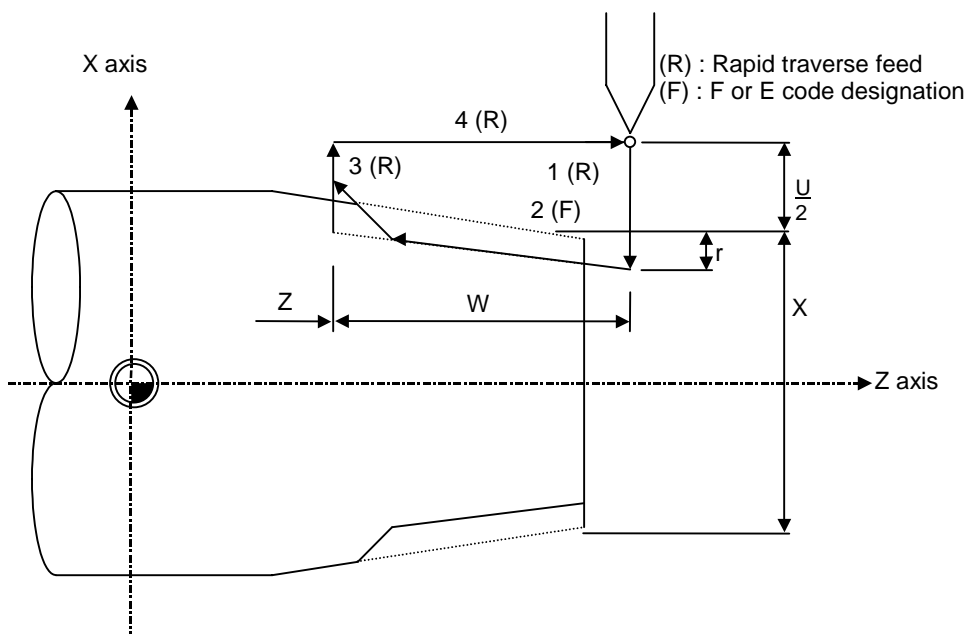 X axis
(R) : Rapid traverse feed
(F) : F or E code designation
4 (R)
3 (R)
1 (R)
U
2
2 (F)
r
Z
W
X
Z axis